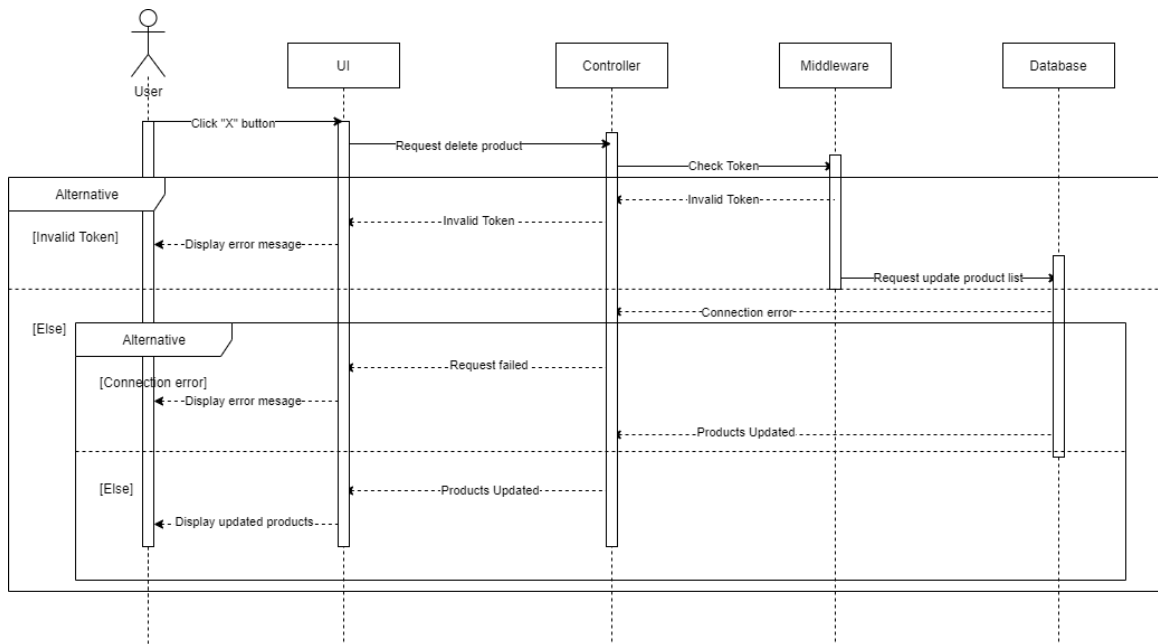 User
UI
Controller
Middleware
Database
Click "X" button
Request delete product
Check Token
Alternative
Invalid Token
Invalid Token
[Invalid Token]
Display error mesage
Request update product list
Connection error
[Else]
Alternative
Request failed
[Connection error]
Display error mesage
Products Updated
[Else]
Products Updated
Display updated products